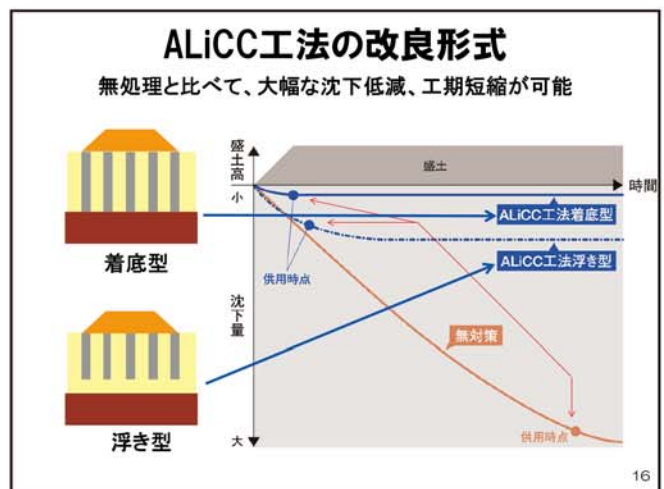 ALiCC工法の改良形式
無処理と比べて、大幅な沈下低減、工期短縮が可能
着底型
浮き型
盛土高
盛土
時間
小
ALiCC工法着底型
供用時点
ALiCC工法浮き型
沈下量
無対策
供用時点
大
16